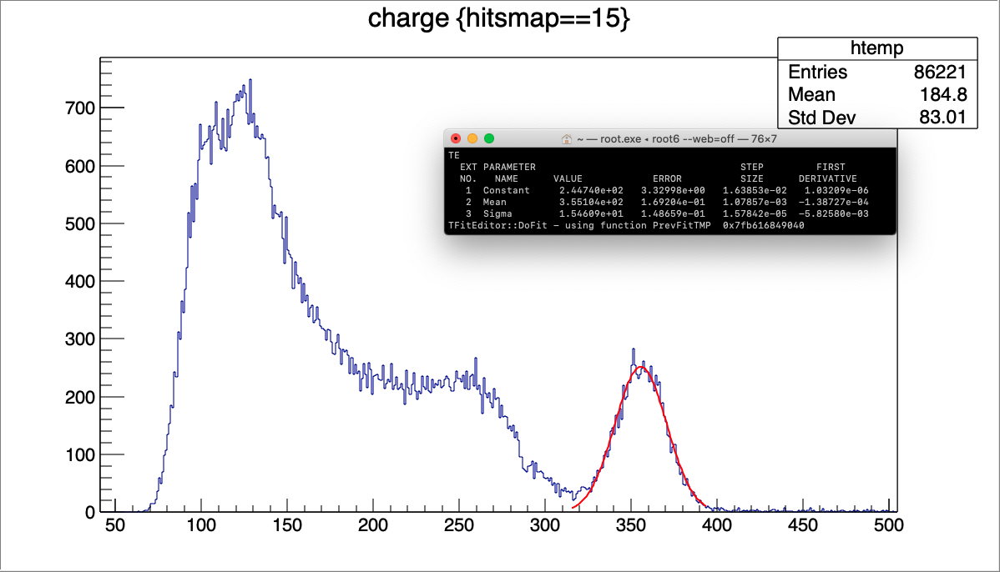 charge {hitsmap==15}
htemp
Entries 86221
Mean 184.8
Std Dev 83.01
~ — root.exe ◂ root6 --web=off — 76×7
TE
EXT PARAMETER STEP FIRST
NO. NAME VALUE ERROR SIZE DERIVATIVE
1 Constant 2.44740e+02 3.32998e+00 1.63853e-02 1.03209e-06
2 Mean 3.55104e+02 1.69204e-01 1.07857e-03 -1.38727e-04
3 Sigma 1.54609e+01 1.48659e-01 1.57842e-05 -5.82580e-03
TFitEditor::DoFit - using function PrevFitTMP 0x7fb616849040
700
600
500
400
300
200
100
0
50 100 150 200 250 300 350 400 450 500